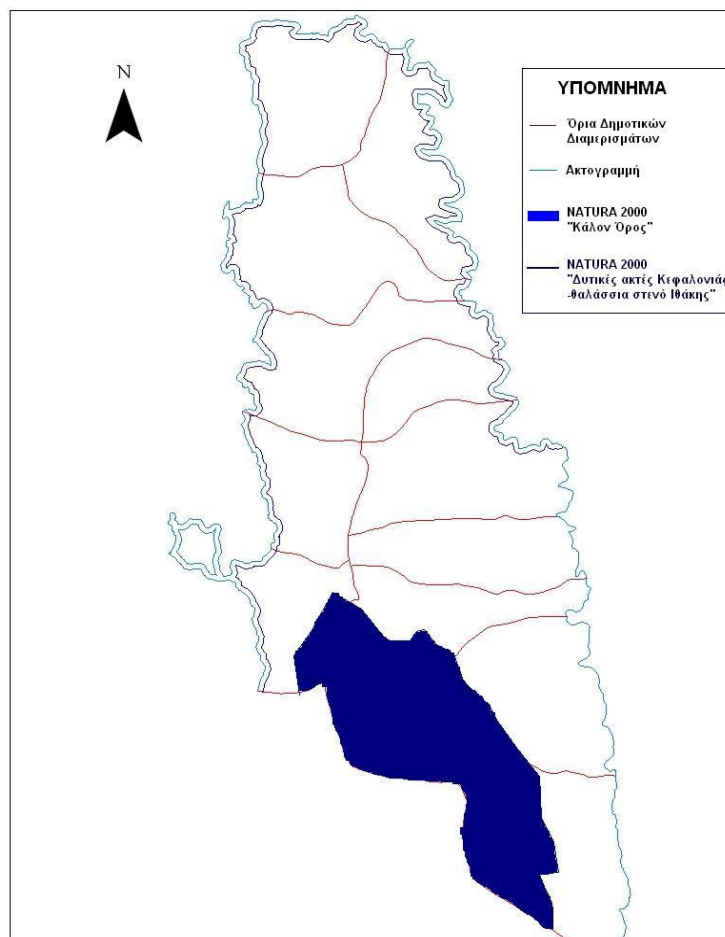 N
ΥΠΟΜΝΗΜΑ
Όρια Δημοτικών
Διαμερισμάτων
Ακτογραμμή
NATURA 2000
"Κάλον Όρος"
NATURA 2000
"Δυτικές ακτές Κεφαλονιάς
-θαλάσσια στενό Ιθάκης"